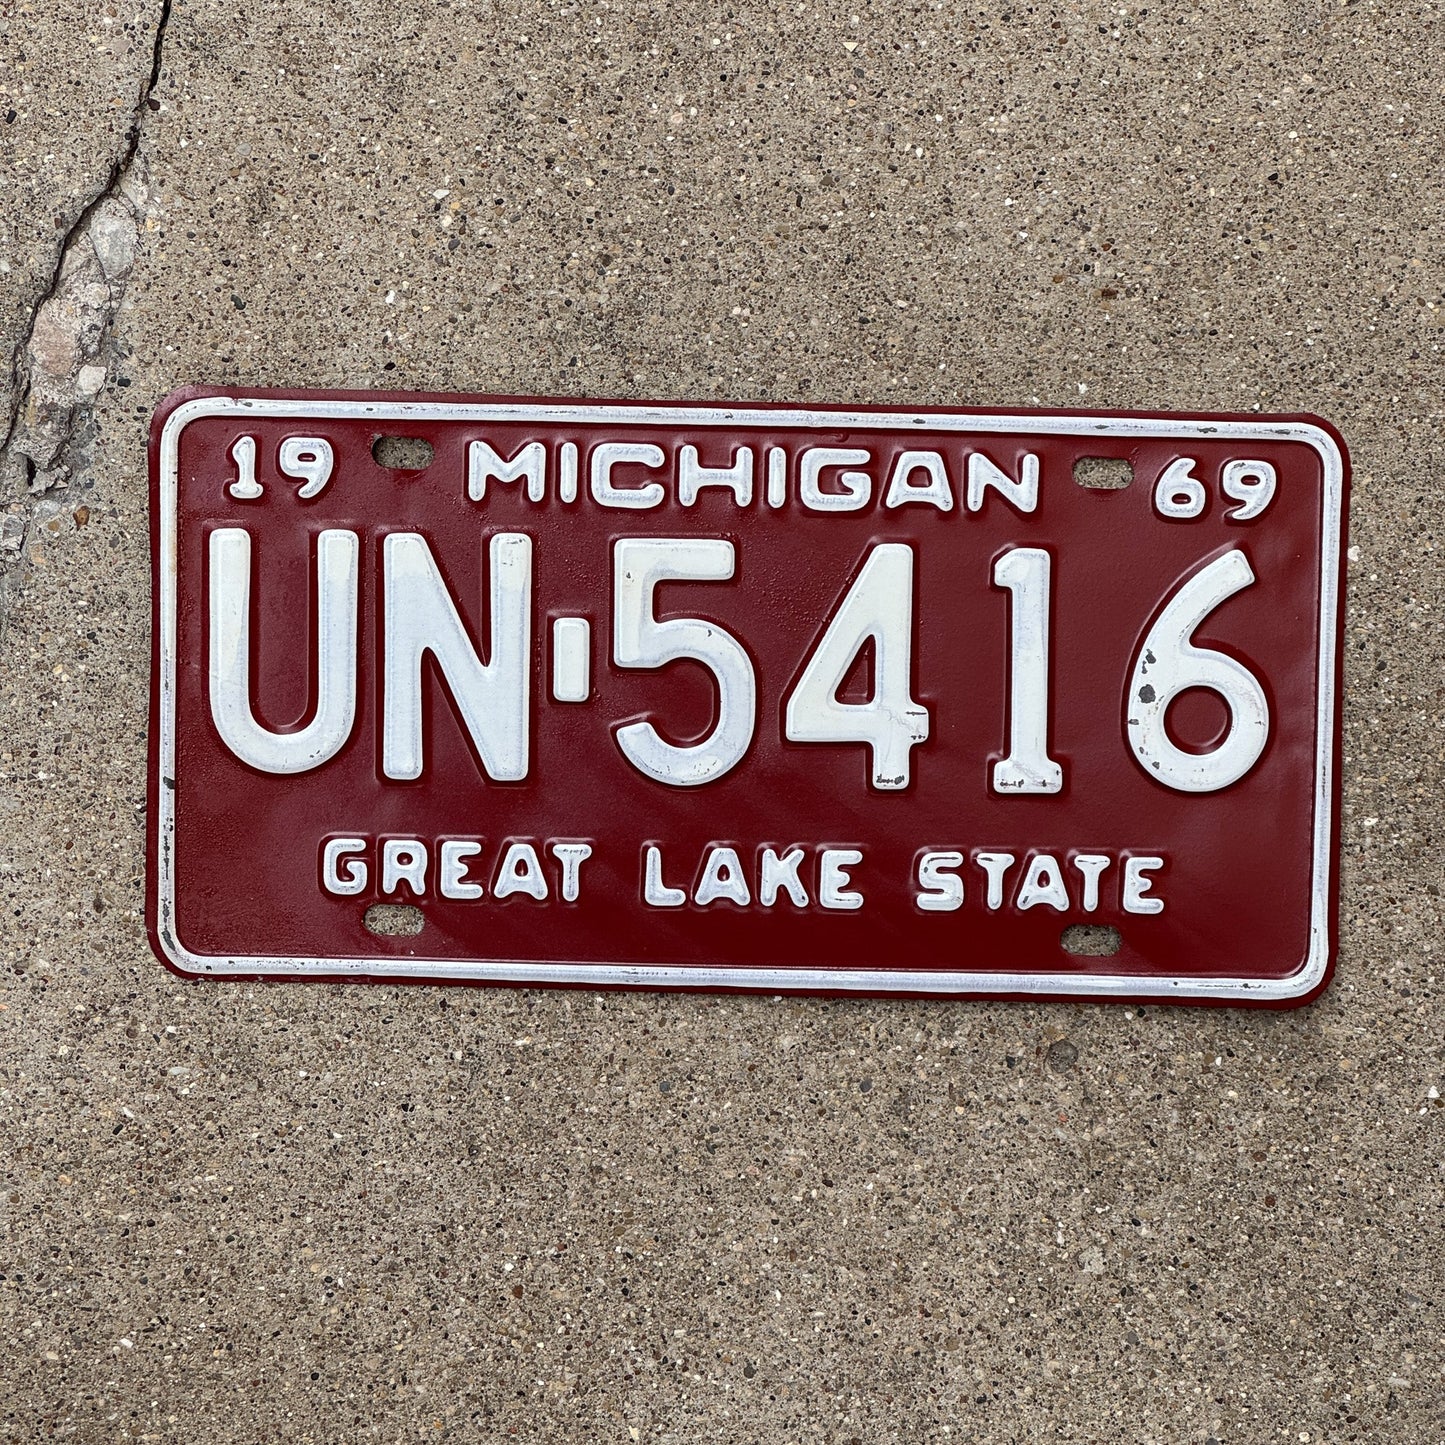 19 MICHIGAN 69
UN-5416
GREAT LAKE STATE